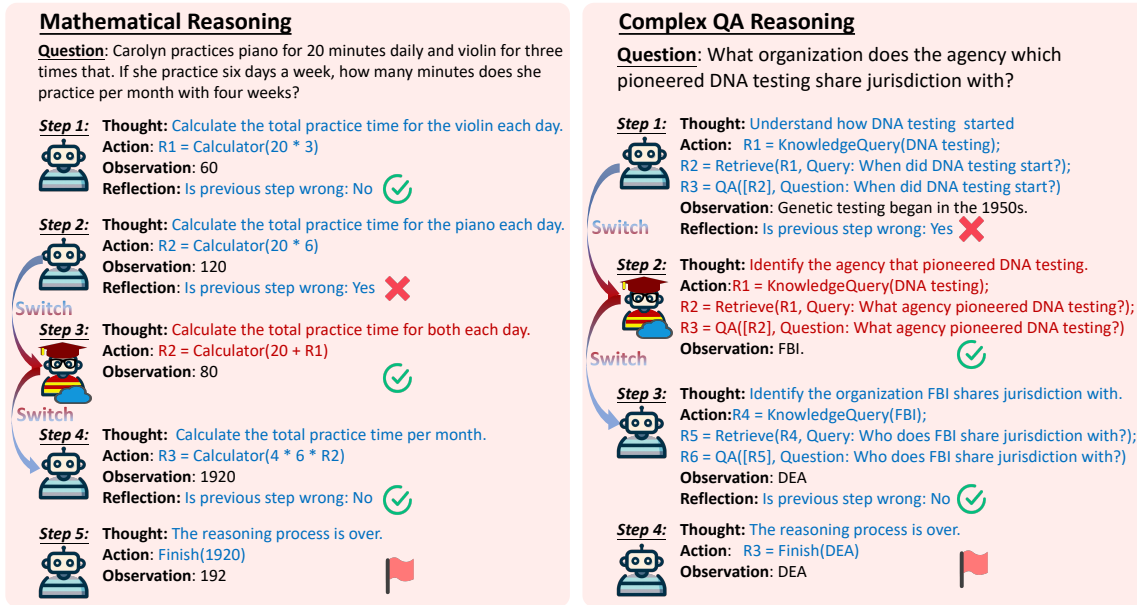 Mathematical Reasoning
Question: Carolyn practices piano for 20 minutes daily and violin for three
times that. If she practice six days a week, how many minutes does she
practice per month with four weeks?
Step 1: Thought: Calculate the total practice time for the violin each day.
Action: R1 = Calculator(20 * 3)
Observation: 60
Reflection: Is previous step wrong: No
Step 2: Thought: Calculate the total practice time for the piano each day.
Action: R2 = Calculator(20 * 6)
Observation: 120
Reflection: Is previous step wrong: Yes
Switch
Step 3: Thought: Calculate the total practice time for both each day.
Action: R2 = Calculator(20 + R1)
Observation: 80
Switch
Step 4: Thought: Calculate the total practice time per month.
Action: R3 = Calculator(4 * 6 * R2)
Observation: 1920
Reflection: Is previous step wrong: No
Step 5: Thought: The reasoning process is over.
Action: Finish(1920)
Observation: 192
Complex QA Reasoning
Question: What organization does the agency which
pioneered DNA testing share jurisdiction with?
Step 1: Thought: Understand how DNA testing started
Action: R1 = KnowledgeQuery(DNA testing);
R2 = Retrieve(R1, Query: When did DNA testing start?);
R3 = QA([R2], Question: When did DNA testing start?)
Observation: Genetic testing began in the 1950s.
Switch
Reflection: Is previous step wrong: Yes
Step 2: Thought: Identify the agency that pioneered DNA testing.
Action:R1 = KnowledgeQuery(DNA testing);
R2 = Retrieve(R1, Query: What agency pioneered DNA testing?);
R3 = QA([R2], Question: What agency pioneered DNA testing?)
Observation: FBI.
Switch
Step 3: Thought: Identify the organization FBI shares jurisdiction with.
Action:R4 = KnowledgeQuery(FBI);
R5 = Retrieve(R4, Query: Who does FBI share jurisdiction with?);
R6 = QA([R5], Question: Who does FBI share jurisdiction with?)
Observation: DEA
Reflection: Is previous step wrong: No
Step 4: Thought: The reasoning process is over.
Action: R3 = Finish(DEA)
Observation: DEA